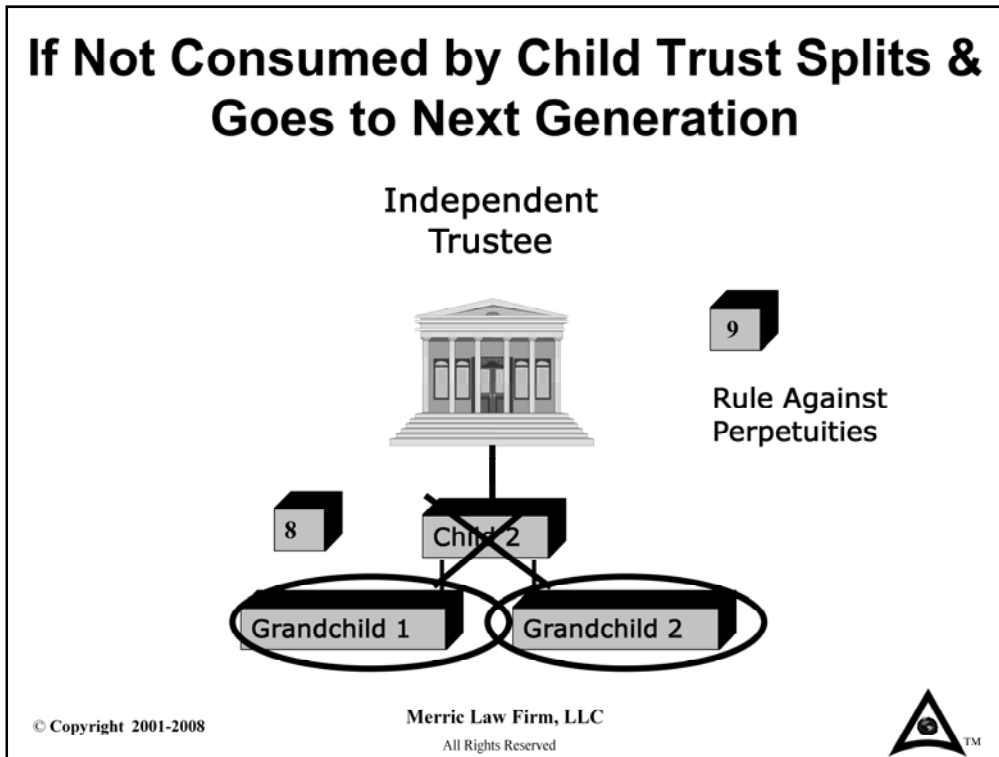 If Not Consumed by Child Trust Splits &
Goes to Next Generation
Independent
Trustee
9
Rule Against
Perpetuities
8
Child 2
Grandchild 1
Grandchild 2
© Copyright 2001-2008
Merric Law Firm, LLC
All Rights Reserved
TM